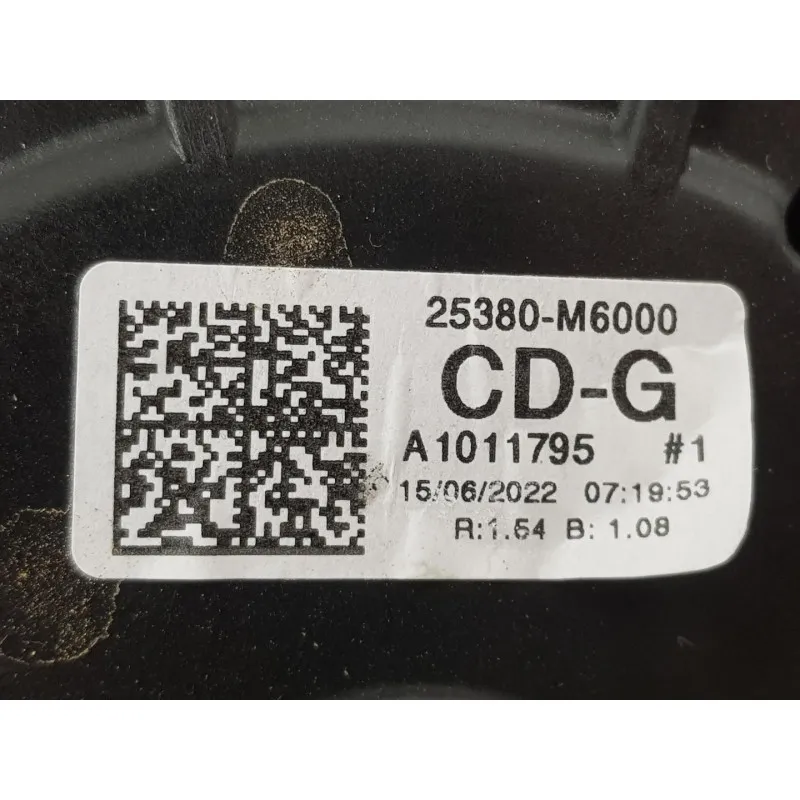 25380-M6000
CD-G
A1011795 #1
15/06/2022 07:19:53
R:1.54 B: 1.08